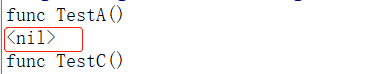 func TestA()
<nil>
func TestC()